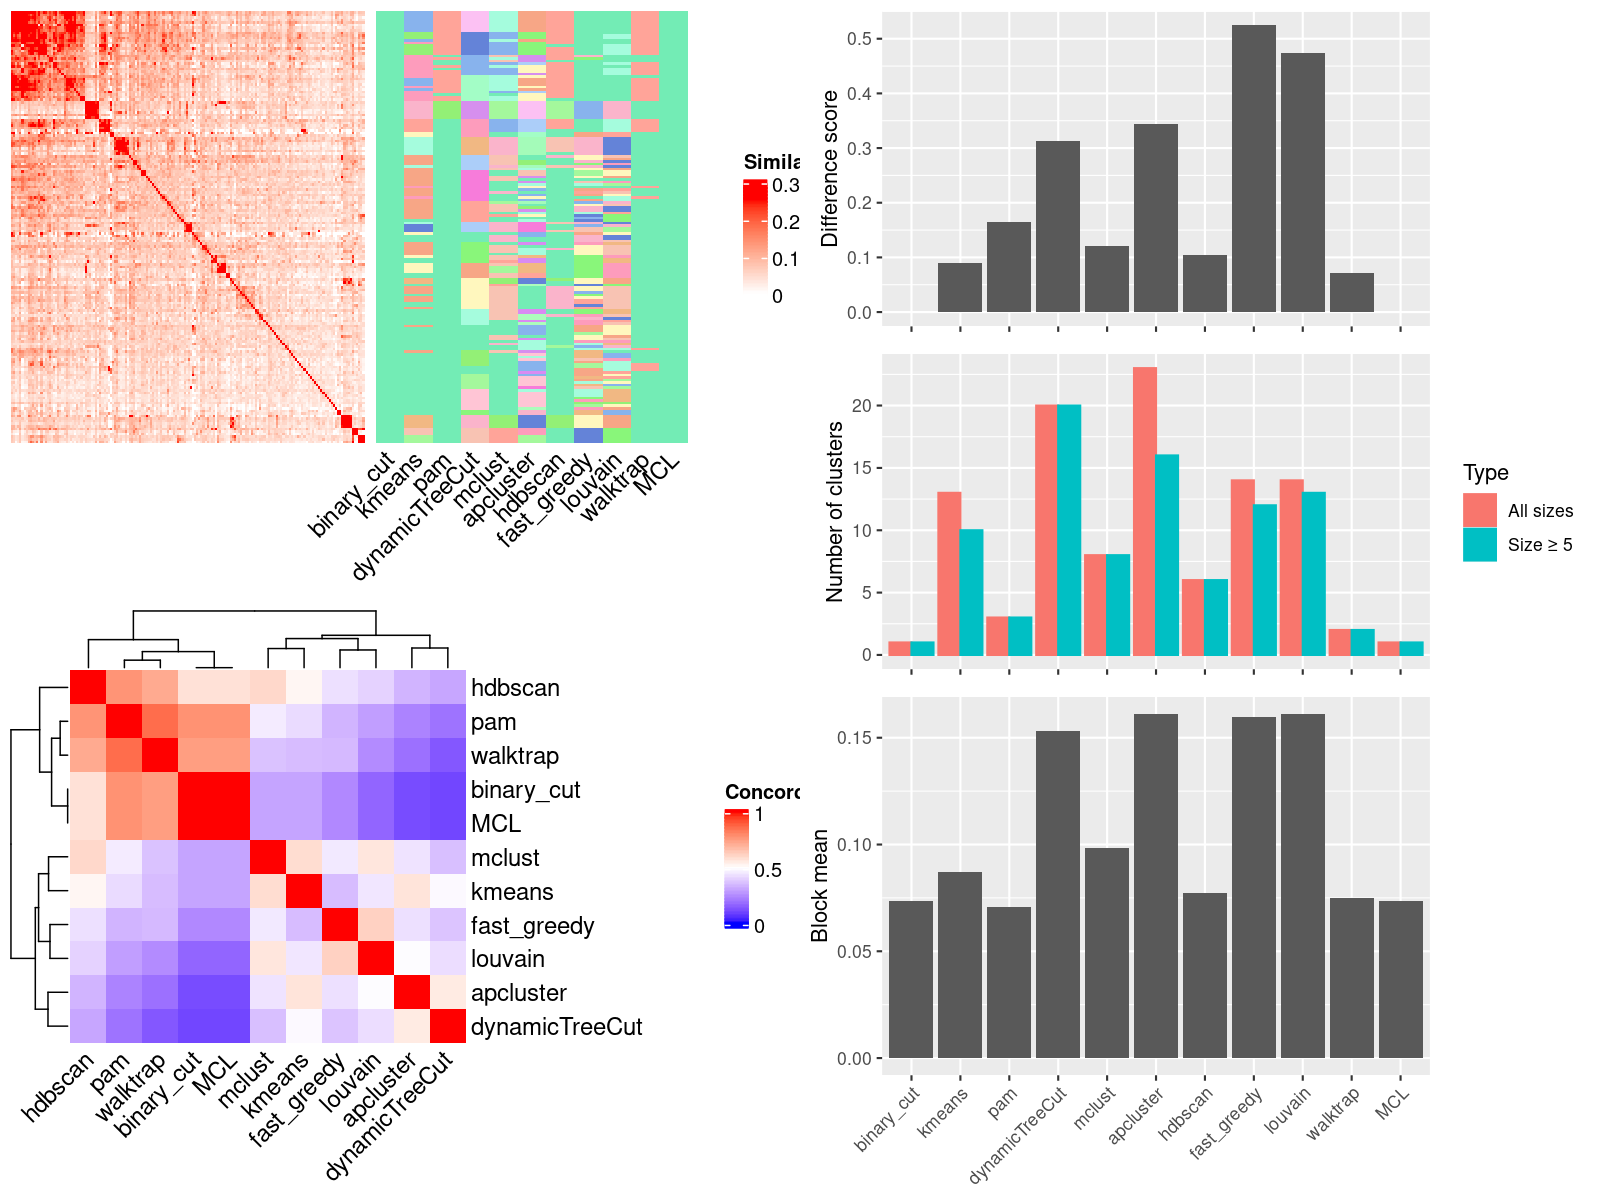 Simila
0.3
0.2
0.1
0
binary_cut
kmeans
pam
dynamicTreeCut
mclust
apcluster
hdbscan
fast_greedy
louvain
walktrap
MCL
hdbscan
pam
walktrap
binary_cut
MCL
mclust
kmeans
fast_greedy
louvain
apcluster
dynamicTreeCut
hdbscan
pam
walktrap
binary_cut
MCL
mclust
kmeans
fast_greedy
louvain
apcluster
dynamicTreeCut
Concord
1
0.5
0
Difference score
0.5
0.4
0.3
0.2
0.1
0.0
Number of clusters
20
15
10
5
0
Type
All sizes
Size ≥ 5
Block mean
0.15
0.10
0.05
0.00
binary_cut
kmeans
pam
dynamicTreeCut
mclust
apcluster
hdbscan
fast_greedy
louvain
walktrap
MCL